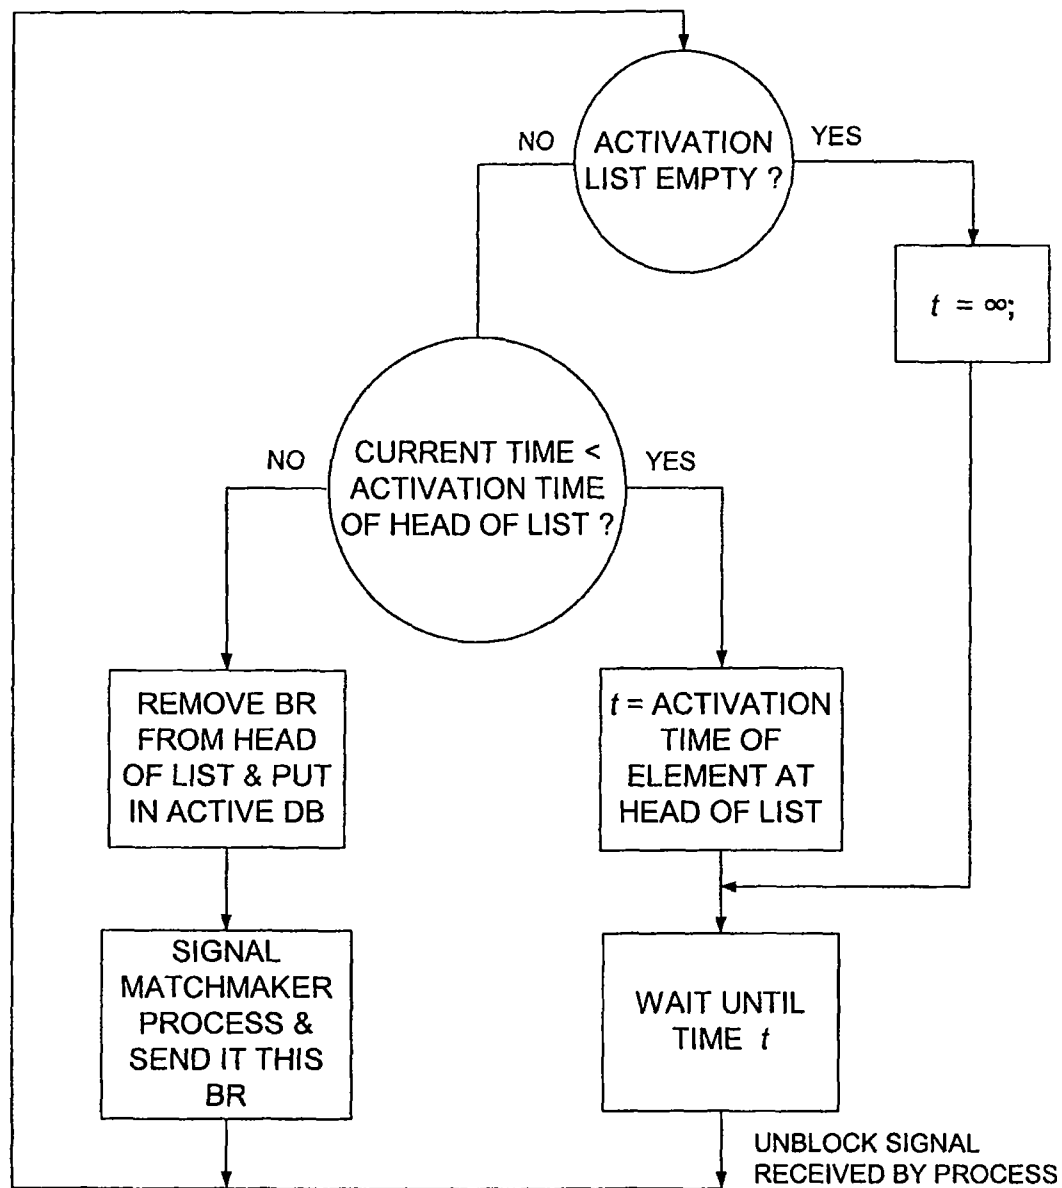 NO
ACTIVATION
LIST EMPTY ?
YES
t = ∞;
NO
CURRENT TIME <
ACTIVATION TIME
OF HEAD OF LIST ?
YES
REMOVE BR
FROM HEAD
OF LIST & PUT
IN ACTIVE DB
t = ACTIVATION
TIME OF
ELEMENT AT
HEAD OF LIST
SIGNAL
MATCHMAKER
PROCESS &
SEND IT THIS
BR
WAIT UNTIL
TIME t
UNBLOCK SIGNAL
RECEIVED BY PROCESS